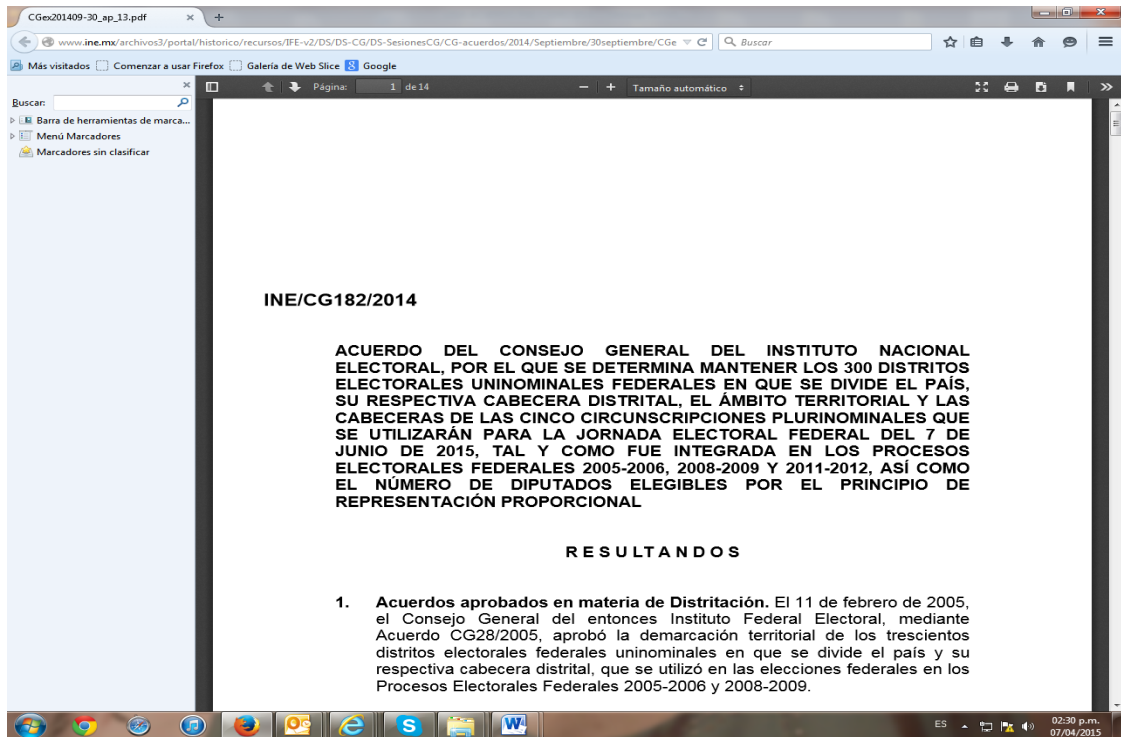 CGex201409-30_ap_13.pdf
www.ine.mx/archivos3/portal/historico/recursos/IFE-v2/DS/DS-CG/DS-SesionesCG/CG-acuerdos/2014/Septiembre/30septiembre/CGe
Buscar
Más visitados Comenzar a usar Firefox Galería de Web Slice Google
Página: 1 de 14 Tamaño automático
Buscar:
Barra de herramientas de marca...
Menú Marcadores
Marcadores sin clasificar
INE/CG182/2014
ACUERDO DEL CONSEJO GENERAL DEL INSTITUTO NACIONAL
ELECTORAL, POR EL QUE SE DETERMINA MANTENER LOS 300 DISTRITOS
ELECTORALES UNINOMINALES FEDERALES EN QUE SE DIVIDE EL PAÍS,
SU RESPECTIVA CABECERA DISTRITAL, EL ÁMBITO TERRITORIAL Y LAS
CABECERAS DE LAS CINCO CIRCUNSCRIPCIONES PLURINOMINALES QUE
SE UTILIZARÁN PARA LA JORNADA ELECTORAL FEDERAL DEL 7 DE
JUNIO DE 2015, TAL Y COMO FUE INTEGRADA EN LOS PROCESOS
ELECTORALES FEDERALES 2005-2006, 2008-2009 Y 2011-2012, ASÍ COMO
EL NÚMERO DE DIPUTADOS ELEGIBLES POR EL PRINCIPIO DE
REPRESENTACIÓN PROPORCIONAL
R E S U L T A N D O S
1. Acuerdos aprobados en materia de Distritación. El 11 de febrero de 2005,
el Consejo General del entonces Instituto Federal Electoral, mediante
Acuerdo CG28/2005, aprobó la demarcación territorial de los trescientos
distritos electorales federales uninominales en que se divide el país y su
respectiva cabecera distrital, que se utilizó en las elecciones federales en los
Procesos Electorales Federales 2005-2006 y 2008-2009.
ES
02:30 p.m.
07/04/2015